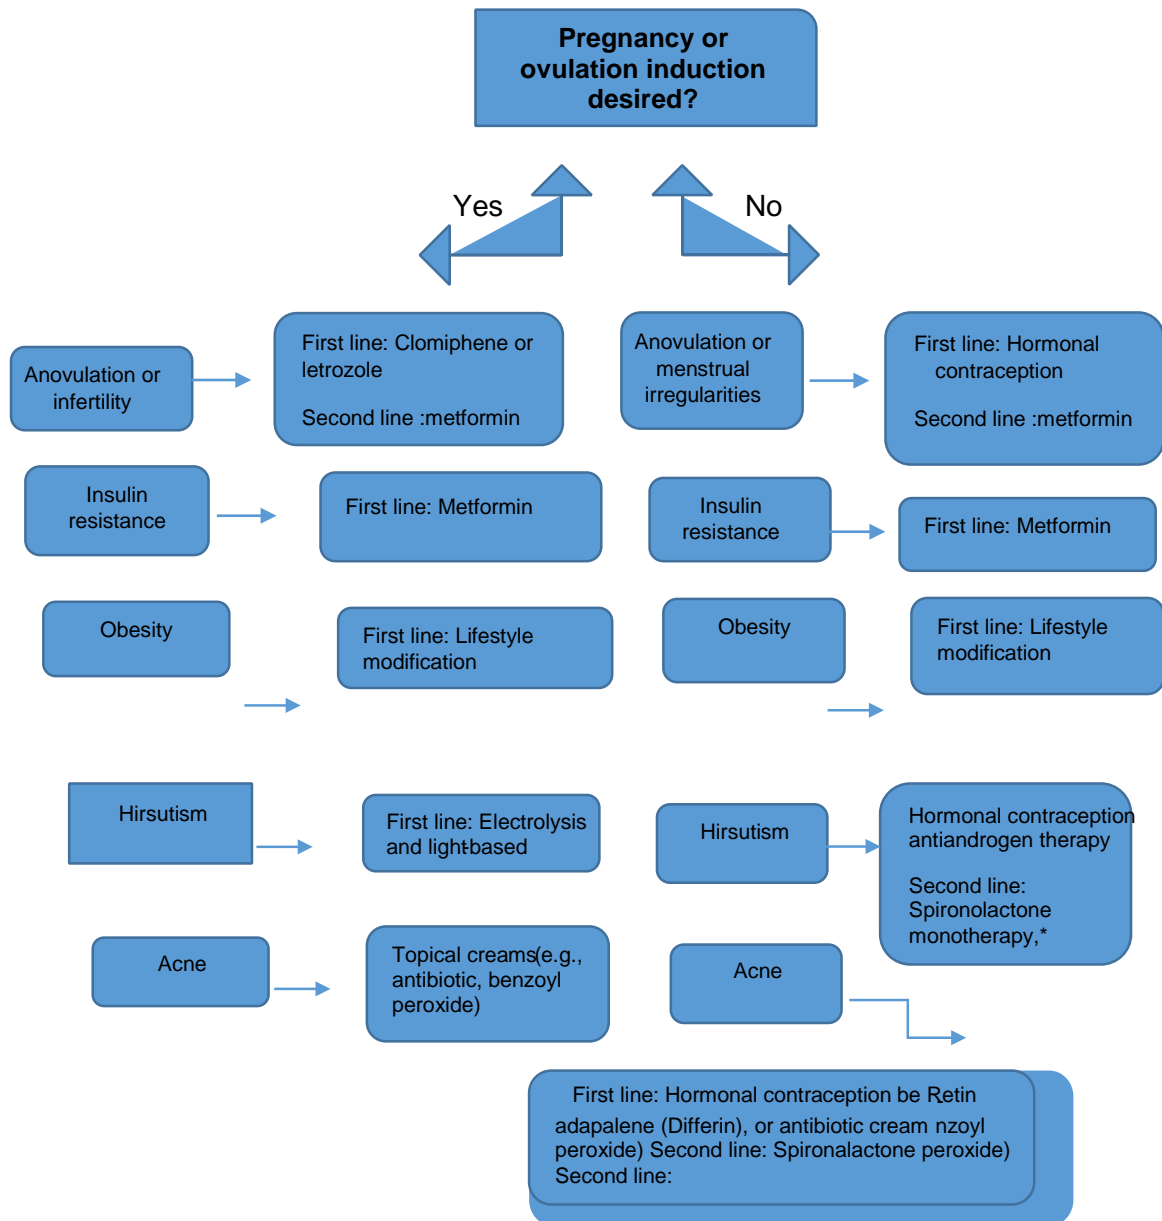 Pregnancy or
ovulation induction
desired?
Yes
No
Anovulation or
infertility
First line: Clomiphene or
letrozole
Second line :metformin
Anovulation or
menstrual
irregularities
First line: Hormonal
contraception
Second line :metformin
Insulin
resistance
First line: Metformin
Insulin
resistance
First line: Metformin
Obesity
First line: Lifestyle
modification
Obesity
First line: Lifestyle
modification
Hirsutism
First line: Electrolysis
and light-based
Hirsutism
Hormonal contraception
antiandrogen therapy
Second line:
Spironolactone
monotherapy,*
Acne
Topical creams(e.g.,
antibiotic, benzoyl
peroxide)
Acne
First line: Hormonal contraception be Retin
adapalene (Differin), or antibiotic cream nzoyl
peroxide) Second line: Spironalactone peroxide)
Second line: